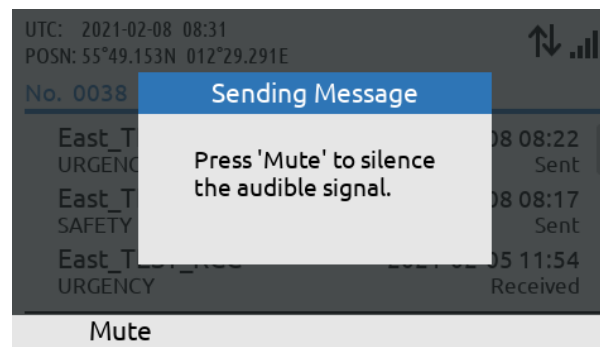 UTC: 2021-02-08 08:31
POSN: 55°49.153N 012°29.291E
No. 0038
Sending Message
Press 'Mute' to silence
the audible signal.
East_T 08 08:22
URGENC Sent
East_T 08 08:17
SAFETY Sent
East_T 05 11:54
URGENCY Received
Mute